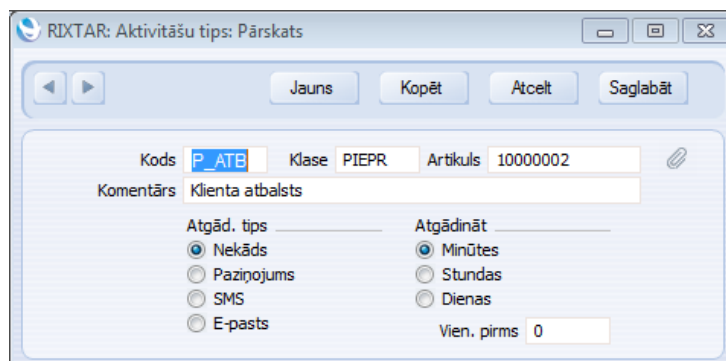 RIXTAR: Aktivitāšu tips: Pārskats
Jauns Kopēt Atcelt Saglabāt
Kods P_ATB Klase PIEPR Artikuls 10000002
Komentārs Klienta atbalsts
Atgād. tips Atgādināt
Nekāds Minūtes
Paziņojums Stundas
SMS Dienas
E-pasts
Vien. pirms 0